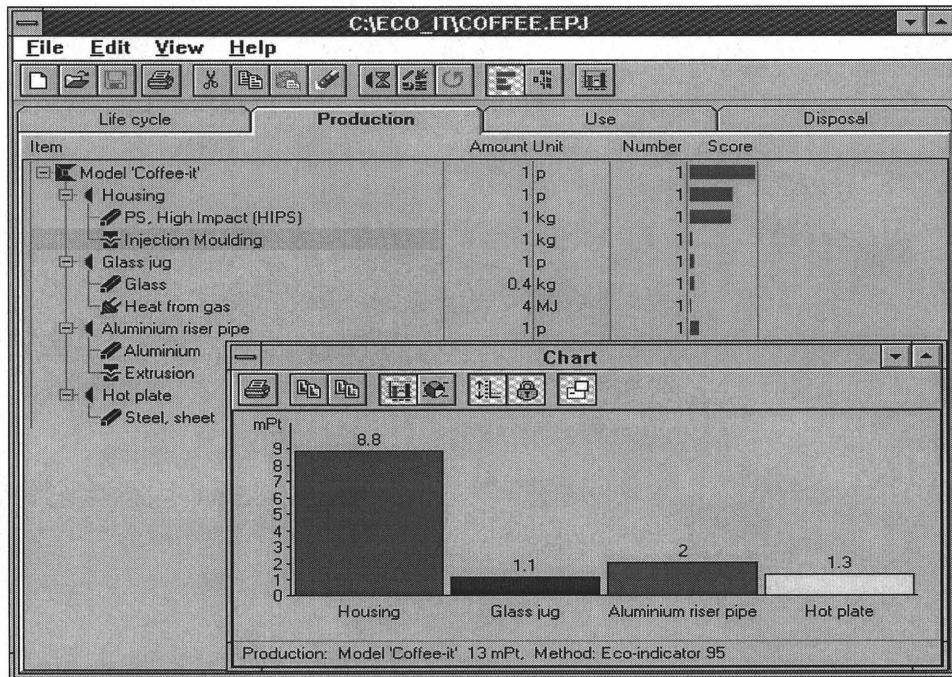 C:\ECO_IT\COFFEE.EPJ
File Edit View Help
Life cycle Production Use Disposal
Item Amount Unit Number Score
Model 'Coffee-it' 1 p 1
Housing 1 p 1
PS, High Impact (HIPS) 1 kg 1
Injection Moulding 1 kg 1
Glass jug 1 p 1
Glass 0.4 kg 1
Heat from gas 4 MJ 1
Aluminium riser pipe 1 p 1
Aluminium
Extrusion
Hot plate
Steel, sheet
Chart
mPt
9
8
7
6
5
4
3
2
1
0
8.8
1.1
2
1.3
Housing Glass jug Aluminium riser pipe Hot plate
Production: Model 'Coffee-it' 13 mPt, Method: Eco-indicator 95